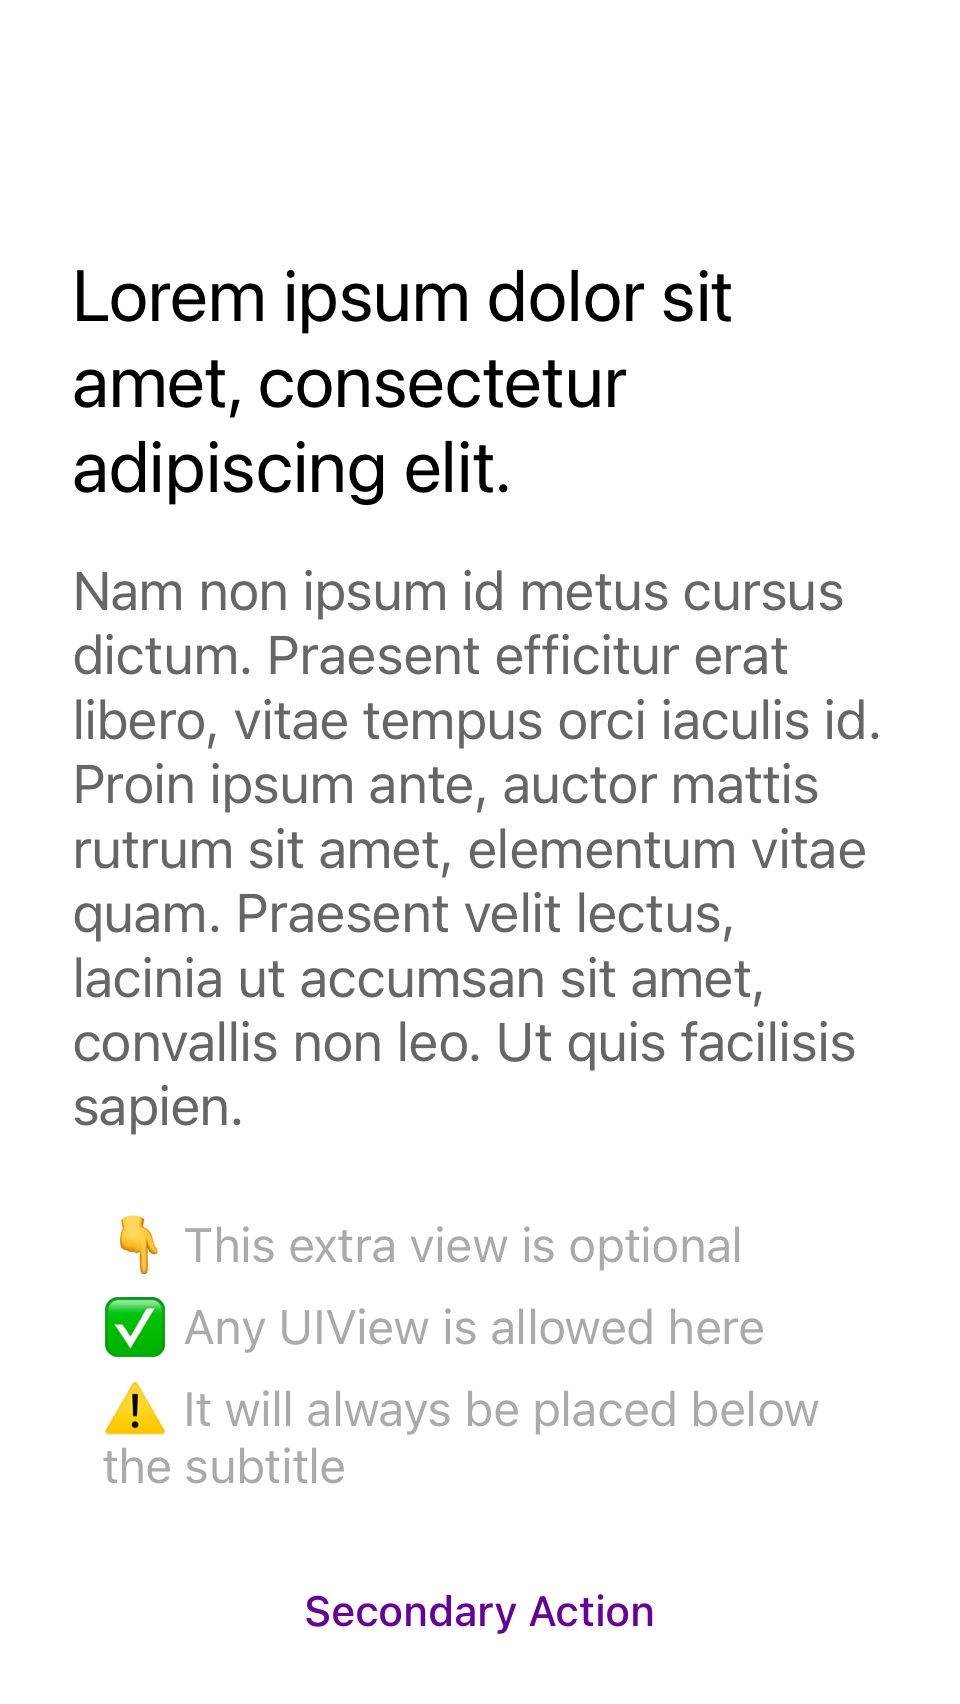 Lorem ipsum dolor sit
amet, consectetur
adipiscing elit.
Nam non ipsum id metus cursus
dictum. Praesent efficitur erat
libero, vitae tempus orci iaculis id.
Proin ipsum ante, auctor mattis
rutrum sit amet, elementum vitae
quam. Praesent velit lectus,
lacinia ut accumsan sit amet,
convallis non leo. Ut quis facilisis
sapien.
👇 This extra view is optional
✅ Any UIView is allowed here
⚠️ It will always be placed below
the subtitle
Secondary Action